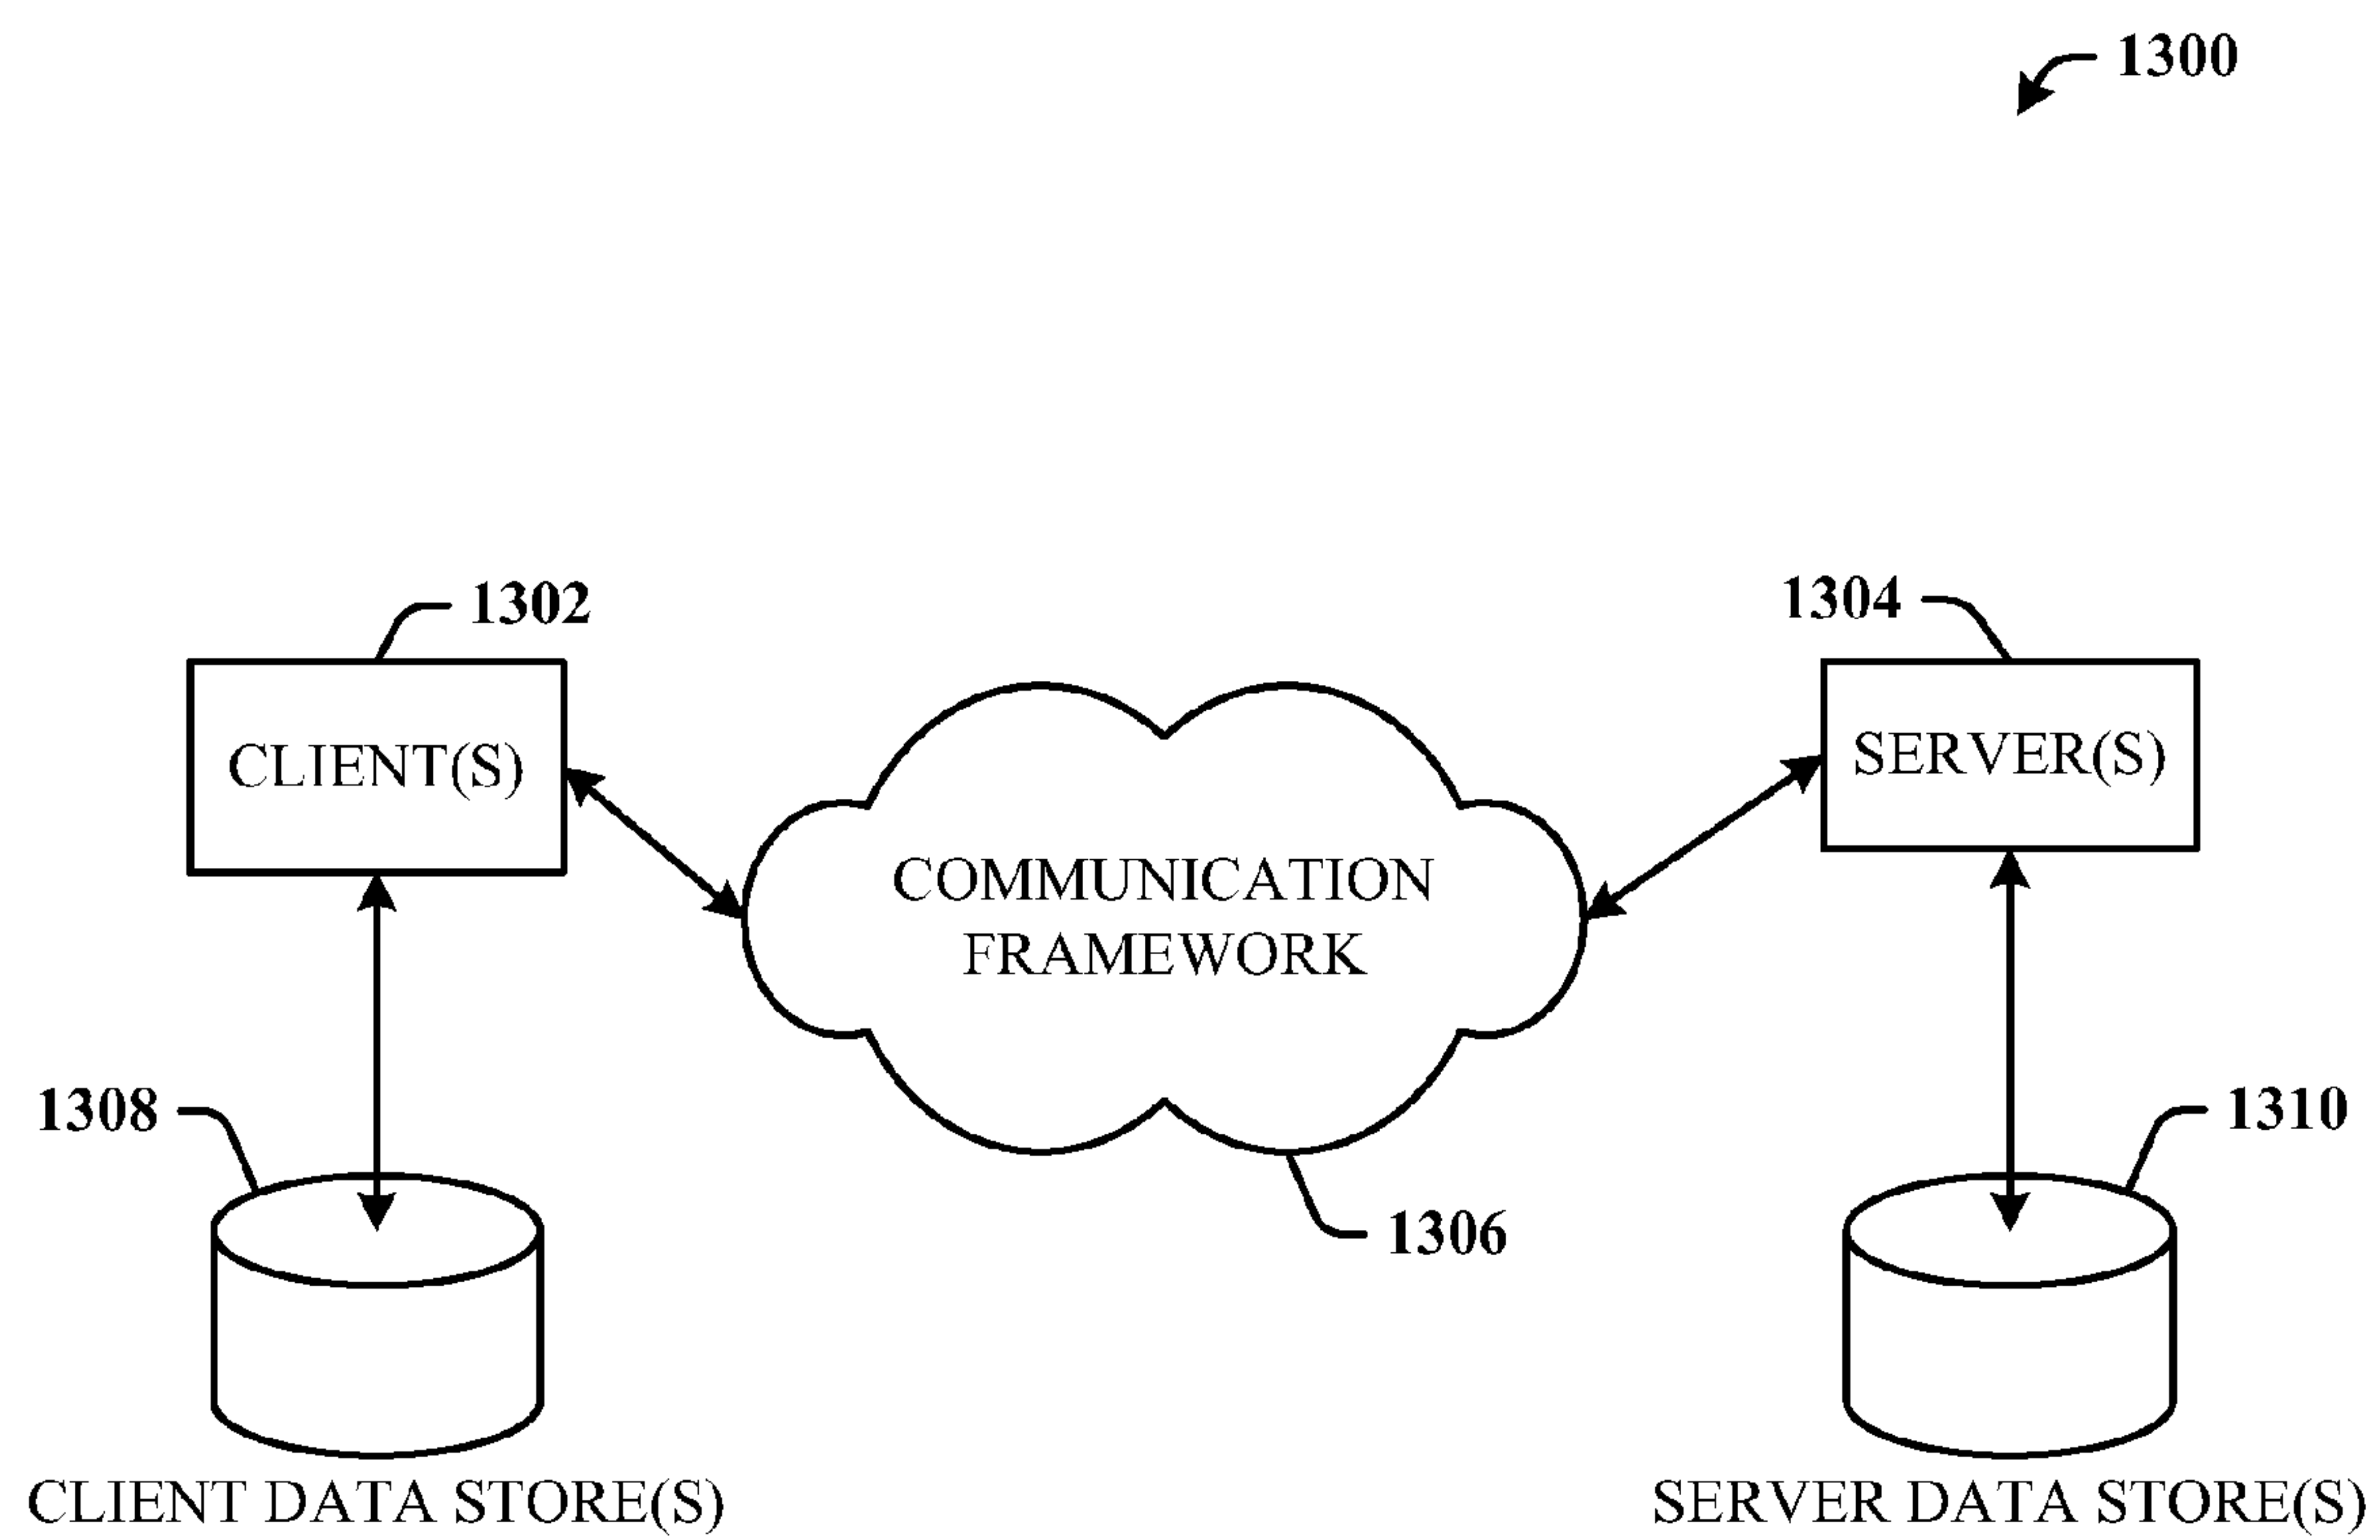 1300
1302
1304
CLIENT(S)
SERVER(S)
COMMUNICATION
FRAMEWORK
1308
1310
1306
CLIENT DATA STORE(S)
SERVER DATA STORE(S)